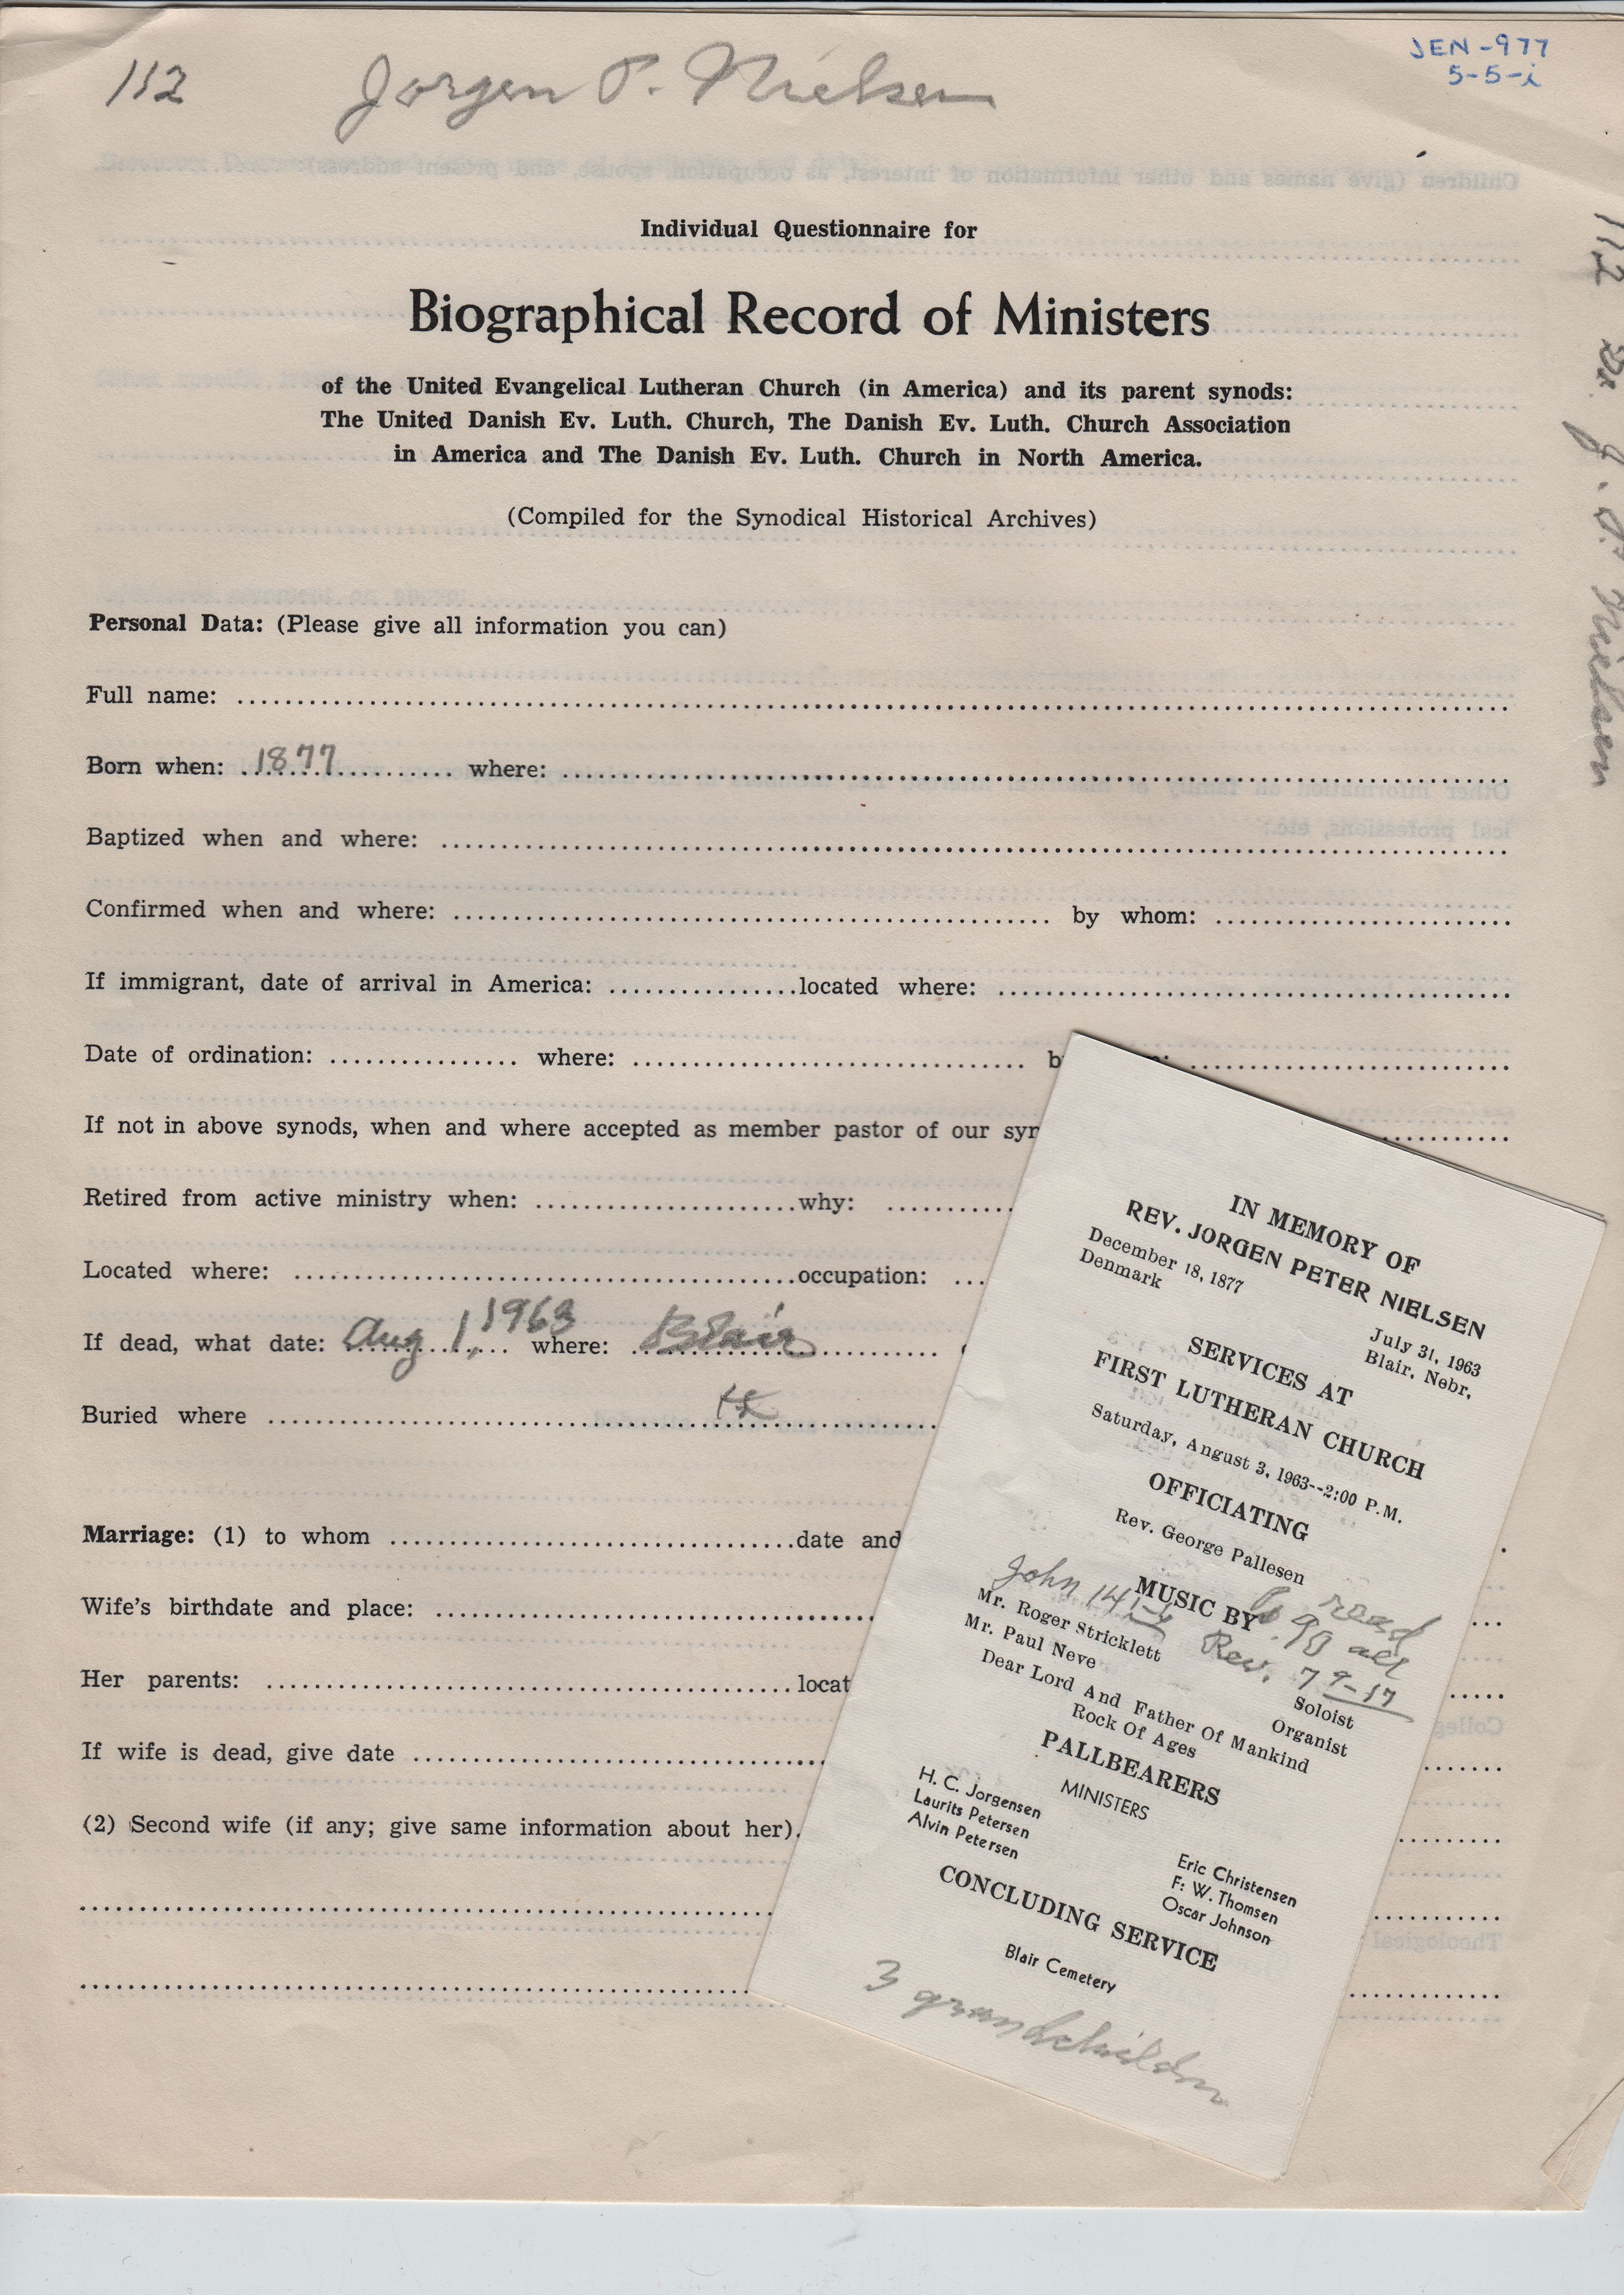 JEN-977
5-5-i
112 Jorgen P. Nielsen
Individual Questionnaire for
Biographical Record of Ministers
of the United Evangelical Lutheran Church (in America) and its parent synods:
The United Danish Ev. Luth. Church, The Danish Ev. Luth. Church Association
in America and The Danish Ev. Luth. Church in North America.
(Compiled for the Synodical Historical Archives)
Personal Data: (Please give all information you can)
Full name:
Born when: 1877 where:
Baptized when and where:
Confirmed when and where: by whom:
If immigrant, date of arrival in America: located where:
Date of ordination: where:
If not in above synods, when and where accepted as member pastor of our
Retired from active ministry when: why:
Located where: occupation:
If dead, what date: Aug 1, 1963 where: Blair
Buried where
Marriage: (1) to whom date and
Wife's birthdate and place:
Her parents: locat
If wife is dead, give date
(2) Second wife (if any; give same information about her).
112 Dr. J. P. Nielsen
IN MEMORY OF
REV. JORGEN PETER NIELSEN
December 18, 1877
Denmark
July 31, 1963
Blair, Nebr.
SERVICES AT
FIRST LUTHERAN CHURCH
Saturday, August 3, 1963--2:00 P.M.
OFFICIATING
Rev. George Pallesen
John 14 1-6
read
MUSIC BY
Ps. 90 all
Rev. 7 9-17
Mr. Roger Stricklett Soloist
Mr. Paul Neve Organist
Dear Lord And Father Of Mankind
Rock Of Ages
PALLBEARERS
MINISTERS
H. C. Jorgensen
Laurits Petersen
Alvin Petersen
Eric Christensen
F: W. Thomsen
Oscar Johnson
CONCLUDING SERVICE
Blair Cemetery
3 grandchildren